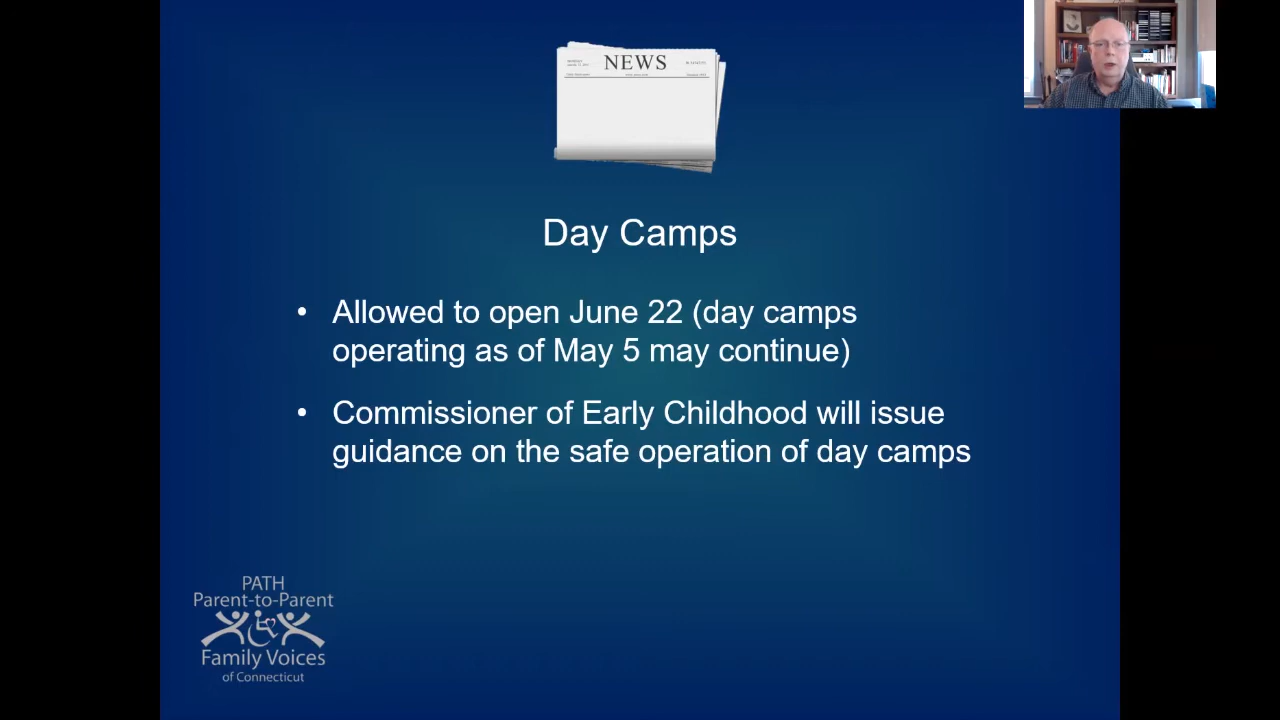 NEWS
Day Camps
• Allowed to open June 22 (day camps
operating as of May 5 may continue)
• Commissioner of Early Childhood will issue
guidance on the safe operation of day camps
PATH
Parent-to-Parent
Family Voices
of Connecticut